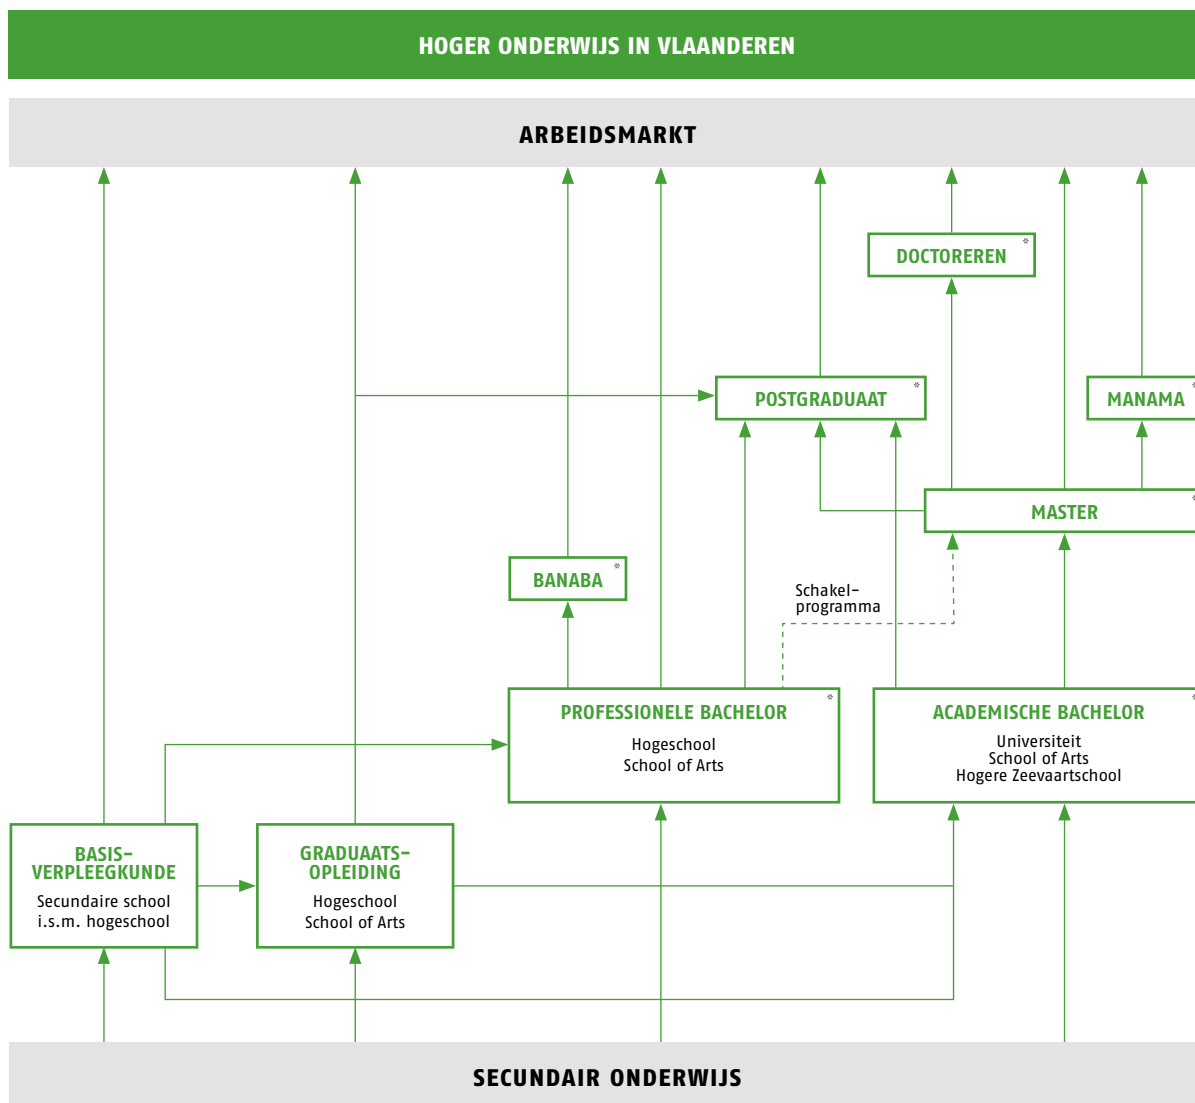 HOGER ONDERWIJS IN VLAANDEREN
ARBEIDSMARKT
DOCTOREREN *
POSTGRADUAAT *
MANAMA *
MASTER *
BANABA *
Schakel-
programma
PROFESSIONELE BACHELOR *
Hogeschool
School of Arts
ACADEMISCHE BACHELOR *
Universiteit
School of Arts
Hogere Zeevaartschool
BASIS-
VERPLEEGKUNDE
Secundaire school
i.s.m. hogeschool
GRADUAATS-
OPLEIDING
Hogeschool
School of Arts
SECUNDAIR ONDERWIJS